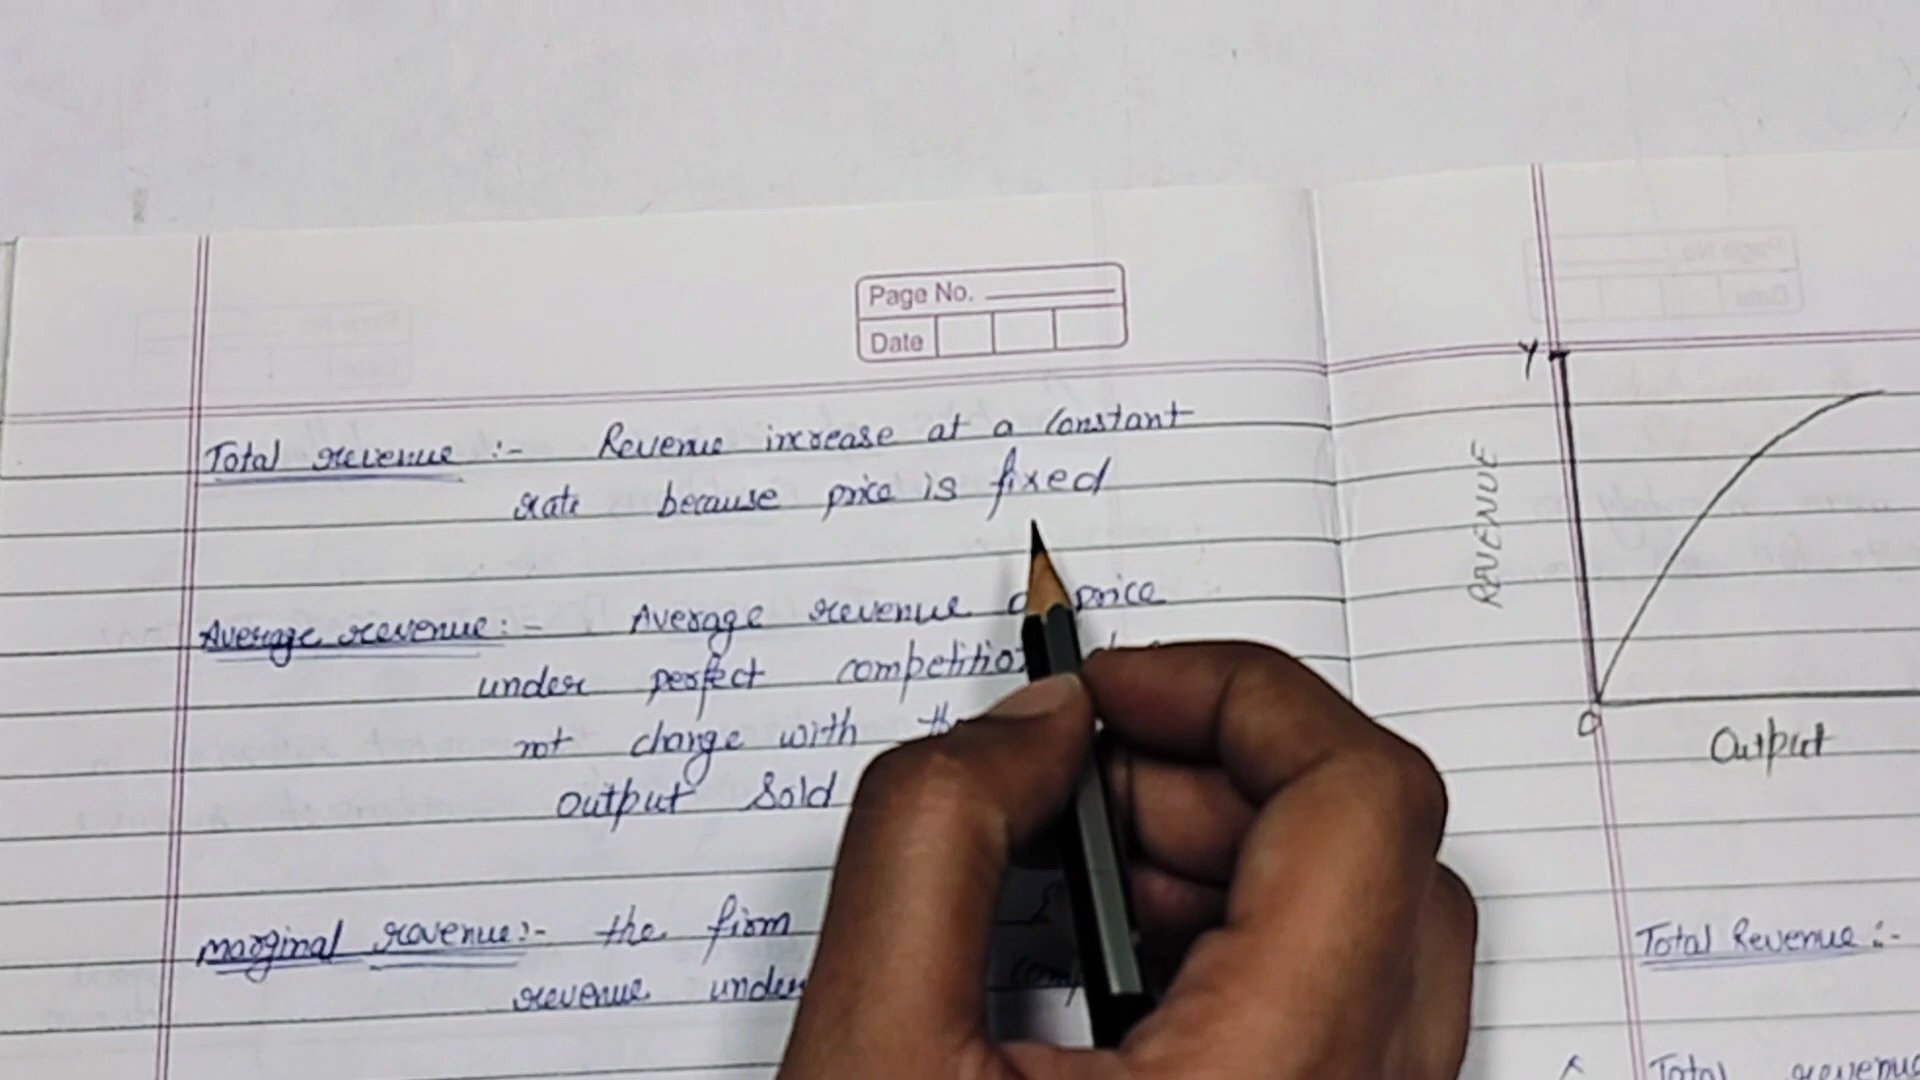 Page No.
Date
Total revenue :- Revenue increase at a Constant
rate because price is fixed
Average revenue :- Average revenue price
under perfect competition
not change with
output sold
marginal revenue :- the firm
revenue under
Y
REVENUE
O
Output
Total Revenue :-
Total revenue